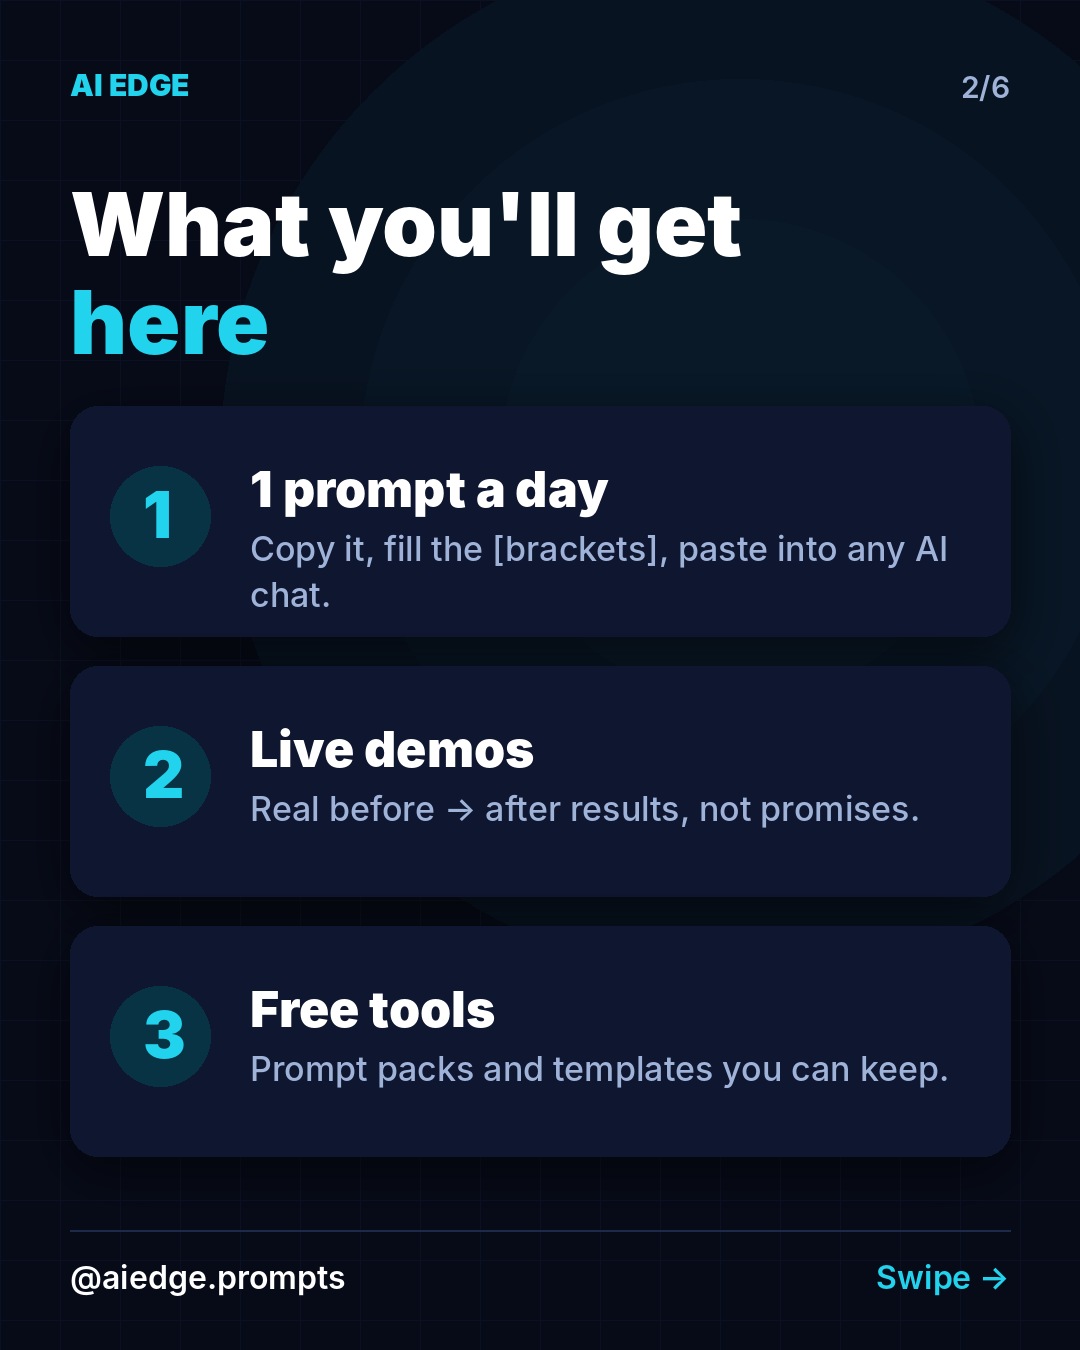 AI EDGE
2/6
What you'll get
here
1
1 prompt a day
Copy it, fill the [brackets], paste into any AI
chat.
2
Live demos
Real before → after results, not promises.
3
Free tools
Prompt packs and templates you can keep.
@aiedge.prompts
Swipe →